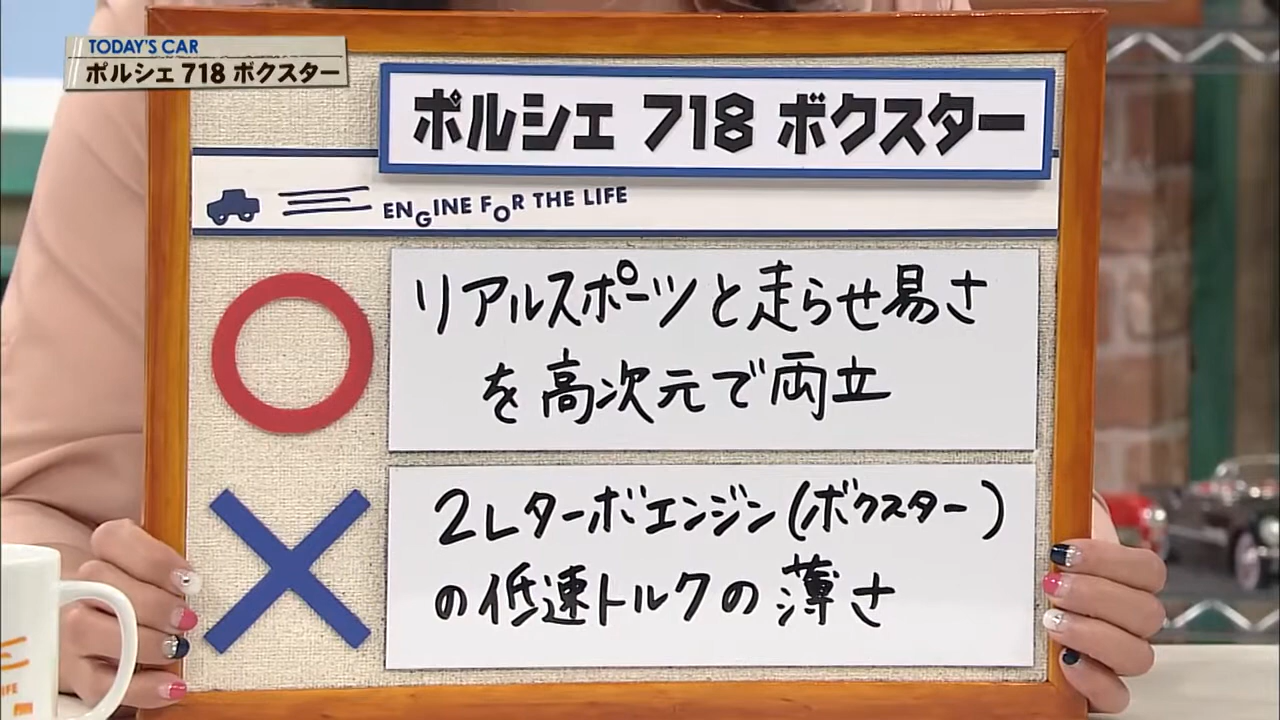 TODAY'S CAR
ポルシェ 718 ボクスター
ポルシェ 718 ボクスター
ENGINE FOR THE LIFE
リアルスポーツと走らせ易さ
を高次元で両立
2Lターボエンジン(ボクスター)
の低速トルクの薄さ
IFE